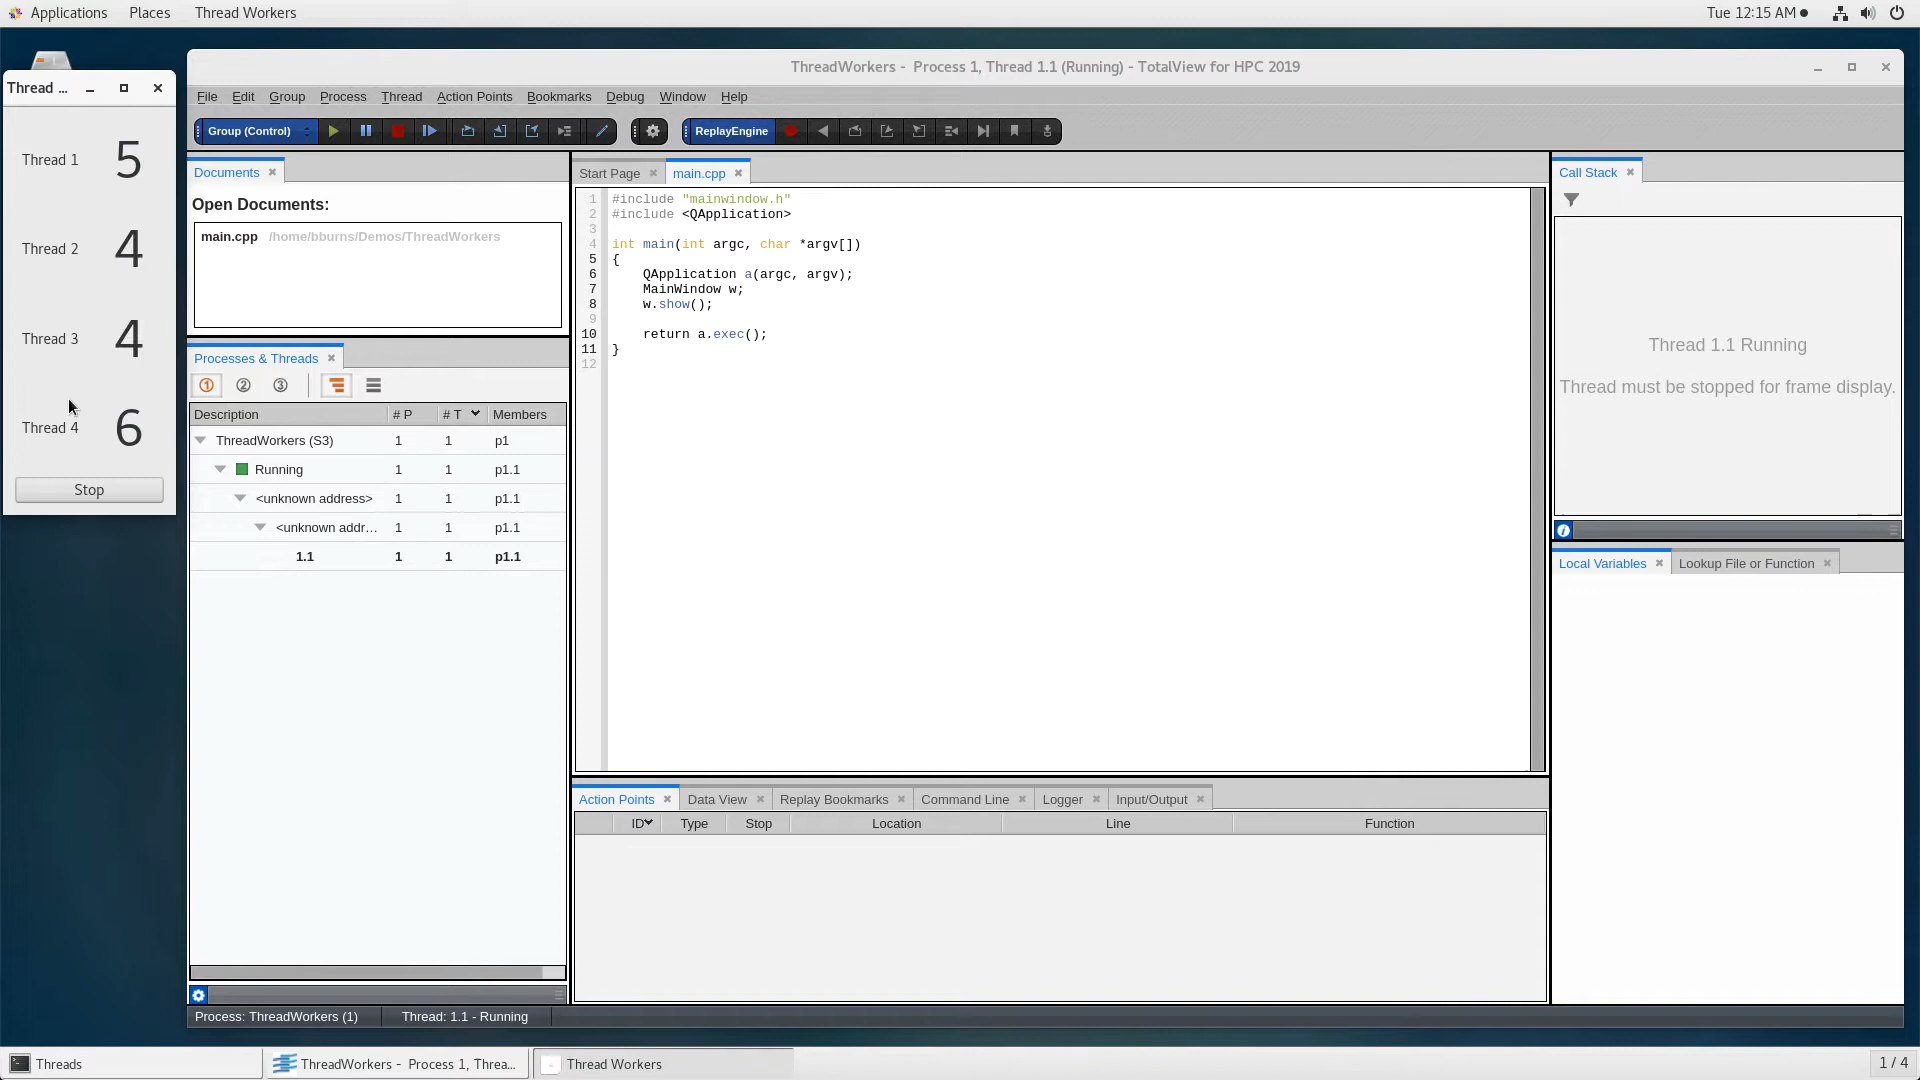 Applications Places Thread Workers Tue 12:15 AM
ThreadWorkers - Process 1, Thread 1.1 (Running) - TotalView for HPC 2019
Thread ...
File Edit Group Process Thread Action Points Bookmarks Debug Window Help
Group (Control) ReplayEngine
Thread 1 5
Thread 2 4
Thread 3 4
Thread 4 6
Stop
Documents
Open Documents:
main.cpp /home/bburns/Demos/ThreadWorkers
Processes & Threads
1 2 3
Description # P # T Members
ThreadWorkers (S3) 1 1 p1
Running 1 1 p1.1
<unknown address> 1 1 p1.1
<unknown addr... 1 1 p1.1
1.1 1 1 p1.1
Start Page main.cpp
1 #include "mainwindow.h"
2 #include <QApplication>
3
4 int main(int argc, char *argv[])
5 {
6 QApplication a(argc, argv);
7 MainWindow w;
8 w.show();
9
10 return a.exec();
11 }
12
Call Stack
Thread 1.1 Running
Thread must be stopped for frame display.
Local Variables Lookup File or Function
Action Points Data View Replay Bookmarks Command Line Logger Input/Output
ID Type Stop Location Line Function
Process: ThreadWorkers (1) Thread: 1.1 - Running
Threads ThreadWorkers - Process 1, Threa... Thread Workers 1 / 4